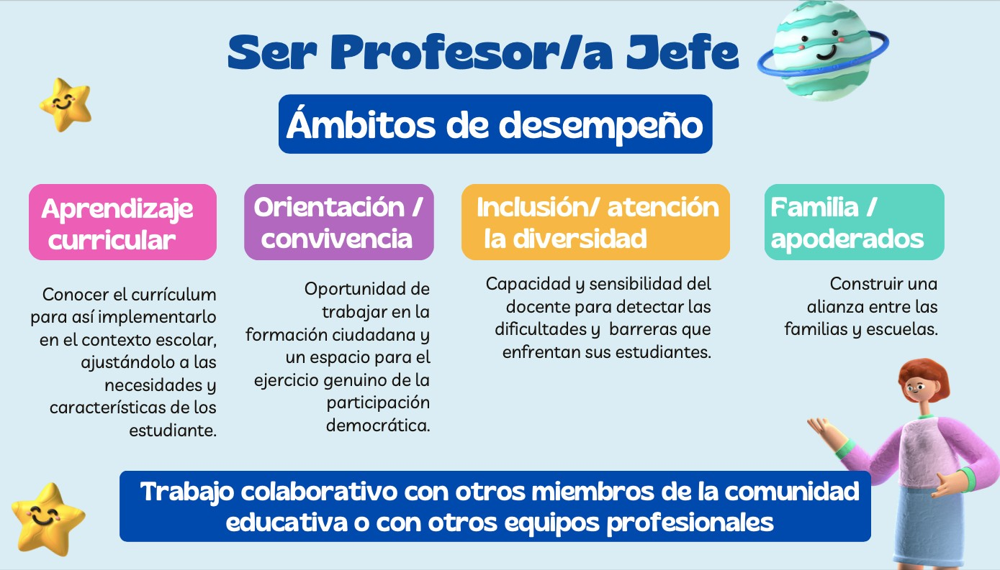 Ser Profesor/a Jefe
Ámbitos de desempeño
Aprendizaje
curricular
Conocer el currículum
para así implementarlo
en el contexto escolar,
ajustándolo a las
necesidades y
características de los
estudiante.
Orientación /
convivencia
Oportunidad de
trabajar en la
formación ciudadana y
un espacio para el
ejercicio genuino de la
participación
democrática.
Inclusión/ atención
la diversidad
Capacidad y sensibilidad del
docente para detectar las
dificultades y  barreras que
enfrentan sus estudiantes.
Familia /
apoderados
Construir una
alianza entre las
familias y escuelas.
Trabajo colaborativo con otros miembros de la comunidad
educativa o con otros equipos profesionales